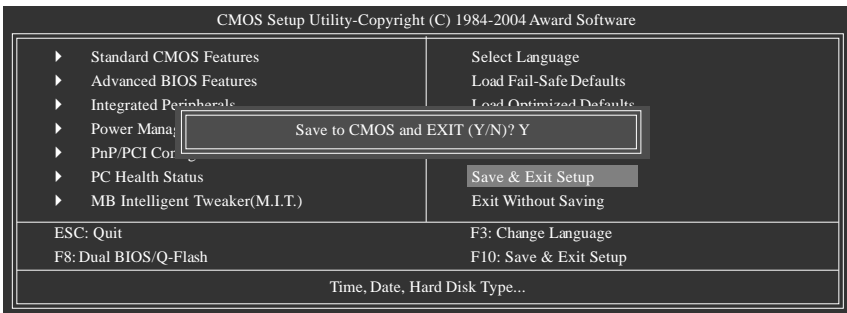 CMOS Setup Utility-Copyright (C) 1984-2004 Award Software
Standard CMOS Features
Advanced BIOS Features
Integrated Peripherals
Power Manag
PnP/PCI Config
PC Health Status
MB Intelligent Tweaker(M.I.T.)
Select Language
Load Fail-Safe Defaults
Load Optimized Defaults
Save & Exit Setup
Exit Without Saving
Save to CMOS and EXIT (Y/N)? Y
ESC: Quit
F3: Change Language
F8: Dual BIOS/Q-Flash
F10: Save & Exit Setup
Time, Date, Hard Disk Type...